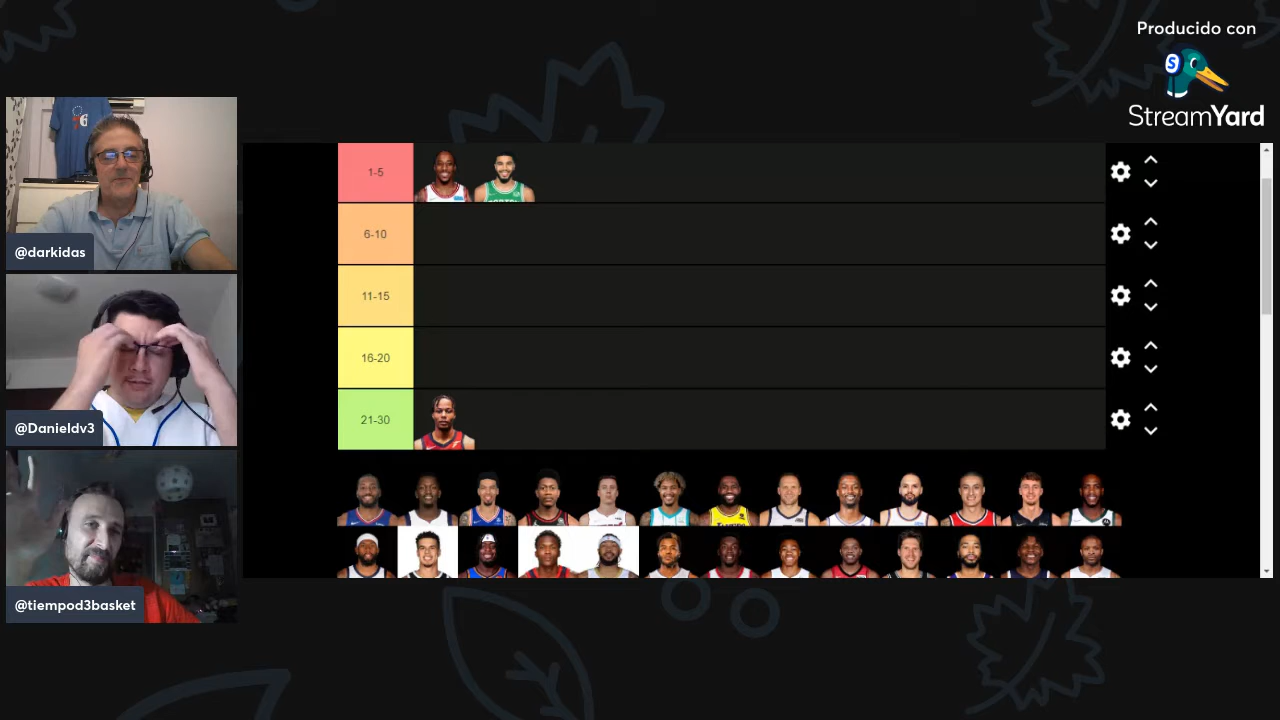 Producido con
S
StreamYard
@darkidas
@Danieldv3
@tiempod3basket
1-5
6-10
11-15
16-20
21-30